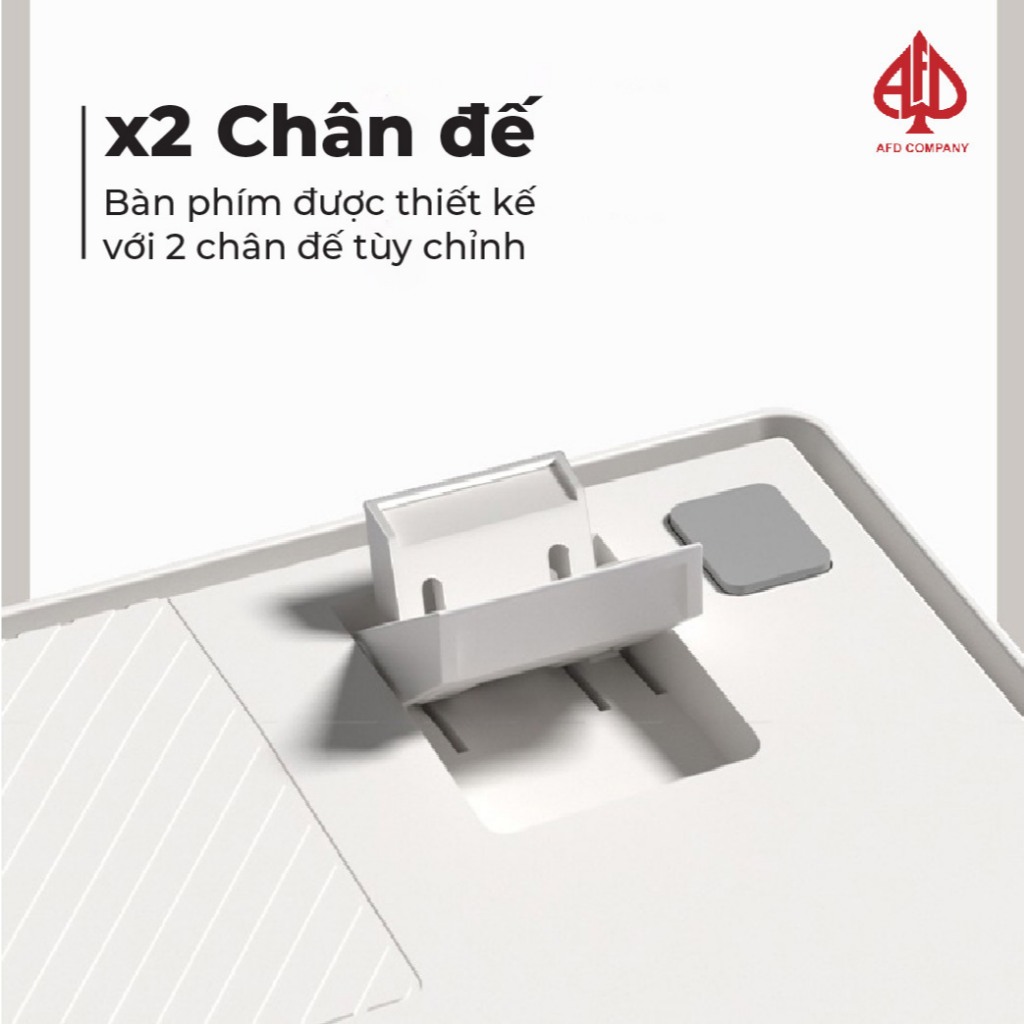 x2 Chân đế
Bàn phím được thiết kế
với 2 chân đế tùy chỉnh
AFD
AFD COMPANY